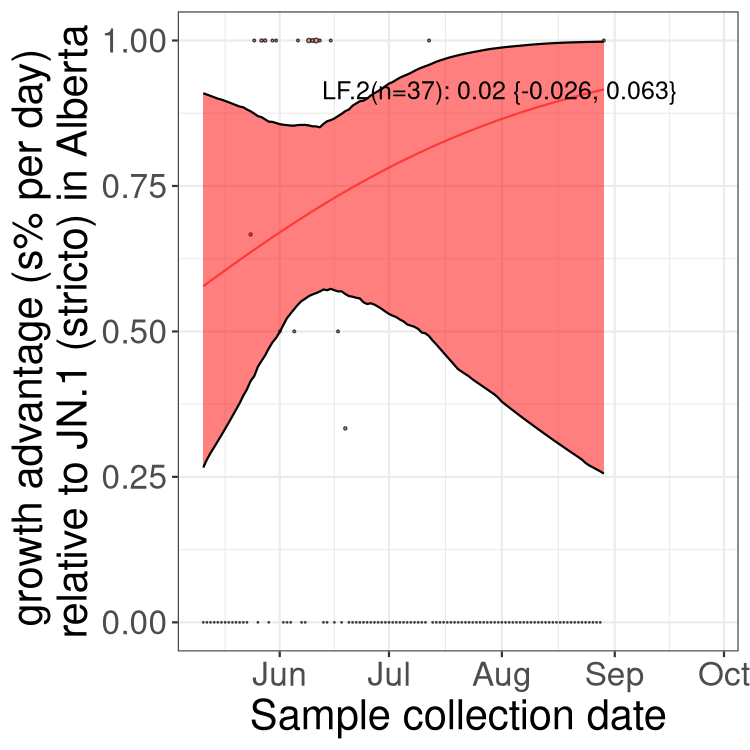 growth advantage (s% per day)
relative to JN.1 (stricto) in Alberta
1.00
0.75
0.50
0.25
0.00
LF.2(n=37): 0.02 {-0.026, 0.063}
Jun Jul Aug Sep Oct
Sample collection date